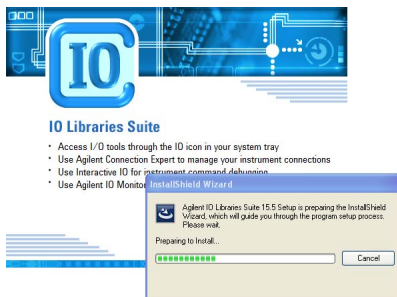 IO
IO Libraries Suite
• Access I/O tools through the IO icon in your system tray
• Use Agilent Connection Expert to manage your instrument connections
• Use Interactive IO for instrument command debugging
• Use Agilent IO Monitor
InstallShield Wizard
Agilent IO Libraries Suite 15.5 Setup is preparing the InstallShield
Wizard, which will guide you through the program setup process.
Please wait.
Preparing to Install...
Cancel